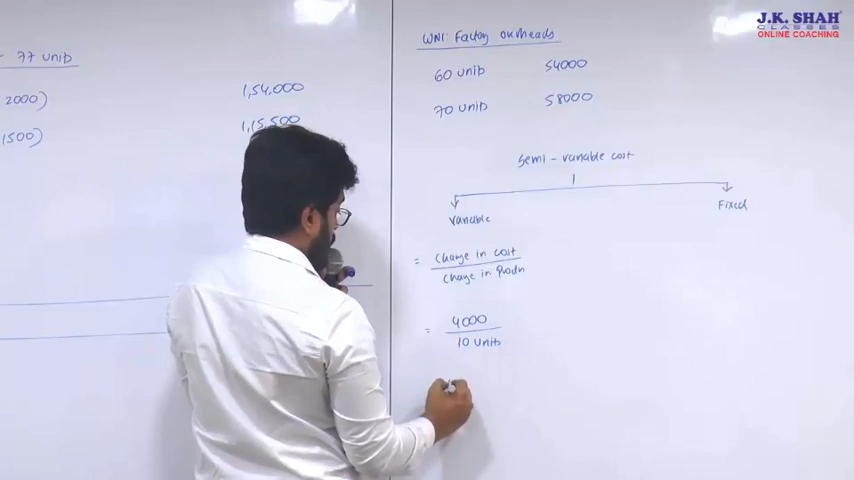 - 77 units
2000)
1500)
1,54,000
1,15,500
WNI: Factory overheads
60 units 54000
70 units 58000
Semi - variable cost
Variable Fixed
= Change in cost
Change in Prodn
= 4000
10 units
J.K. SHAH
CLASSES
ONLINE COACHING